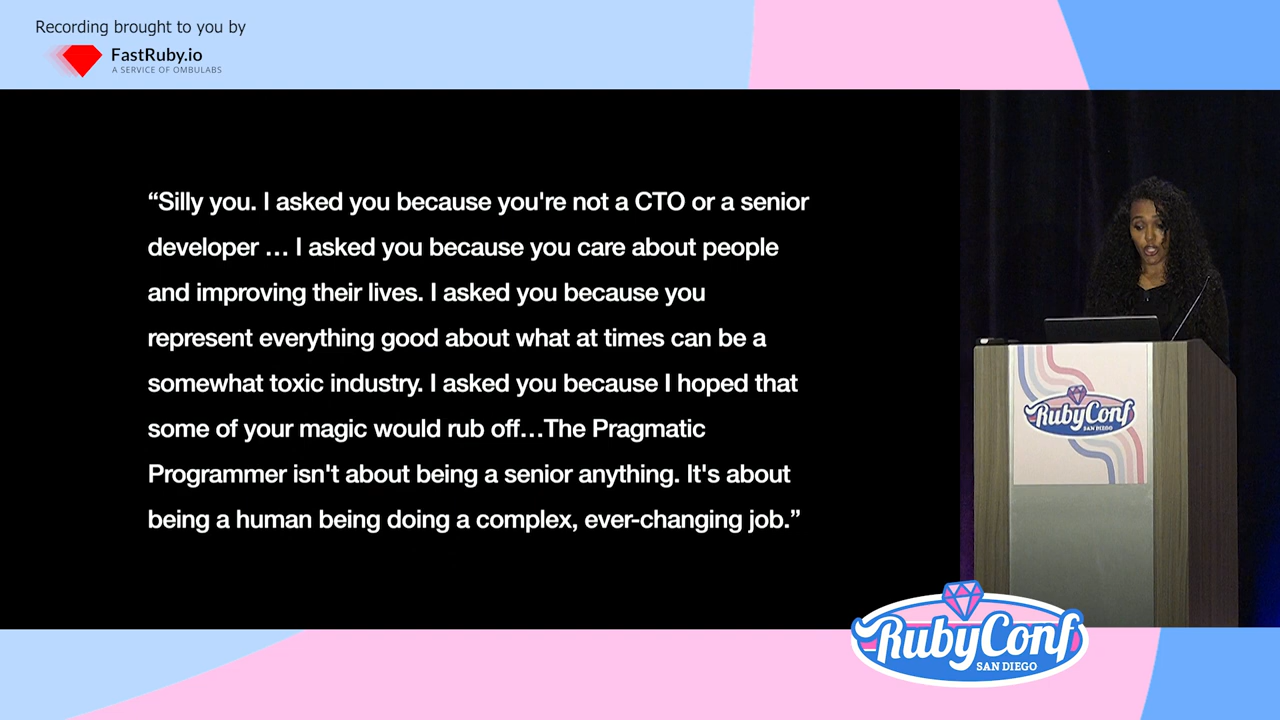 Recording brought to you by
FastRuby.io
A SERVICE OF OMBULABS
“Silly you. I asked you because you're not a CTO or a senior
developer … I asked you because you care about people
and improving their lives. I asked you because you
represent everything good about what at times can be a
somewhat toxic industry. I asked you because I hoped that
some of your magic would rub off…The Pragmatic
Programmer isn't about being a senior anything. It's about
being a human being doing a complex, ever-changing job.”
RubyConf
SAN DIEGO
RubyConf
SAN DIEGO